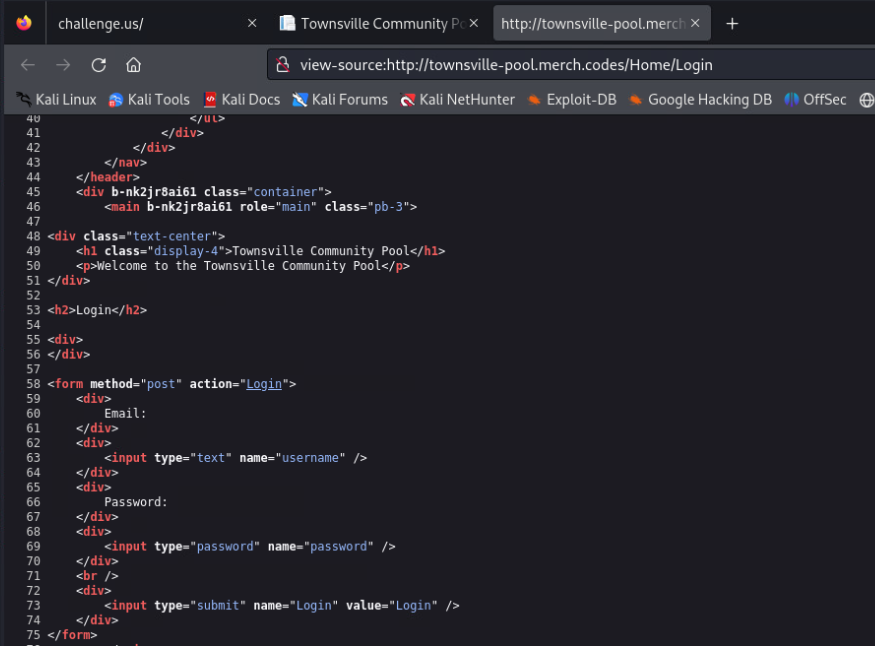 challenge.us/ Townsville Community Po http://townsville-pool.merch
view-source:http://townsville-pool.merch.codes/Home/Login
Kali Linux Kali Tools Kali Docs Kali Forums Kali NetHunter Exploit-DB Google Hacking DB OffSec
40 </ul>
41 </div>
42 </div>
43 </nav>
44 </header>
45 <div b-nk2jr8ai61 class="container">
46 <main b-nk2jr8ai61 role="main" class="pb-3">
47
48 <div class="text-center">
49 <h1 class="display-4">Townsville Community Pool</h1>
50 <p>Welcome to the Townsville Community Pool</p>
51 </div>
52
53 <h2>Login</h2>
54
55 <div>
56 </div>
57
58 <form method="post" action="Login">
59 <div>
60 Email:
61 </div>
62 <div>
63 <input type="text" name="username" />
64 </div>
65 <div>
66 Password:
67 </div>
68 <div>
69 <input type="password" name="password" />
70 </div>
71 <br />
72 <div>
73 <input type="submit" name="Login" value="Login" />
74 </div>
75 </form>